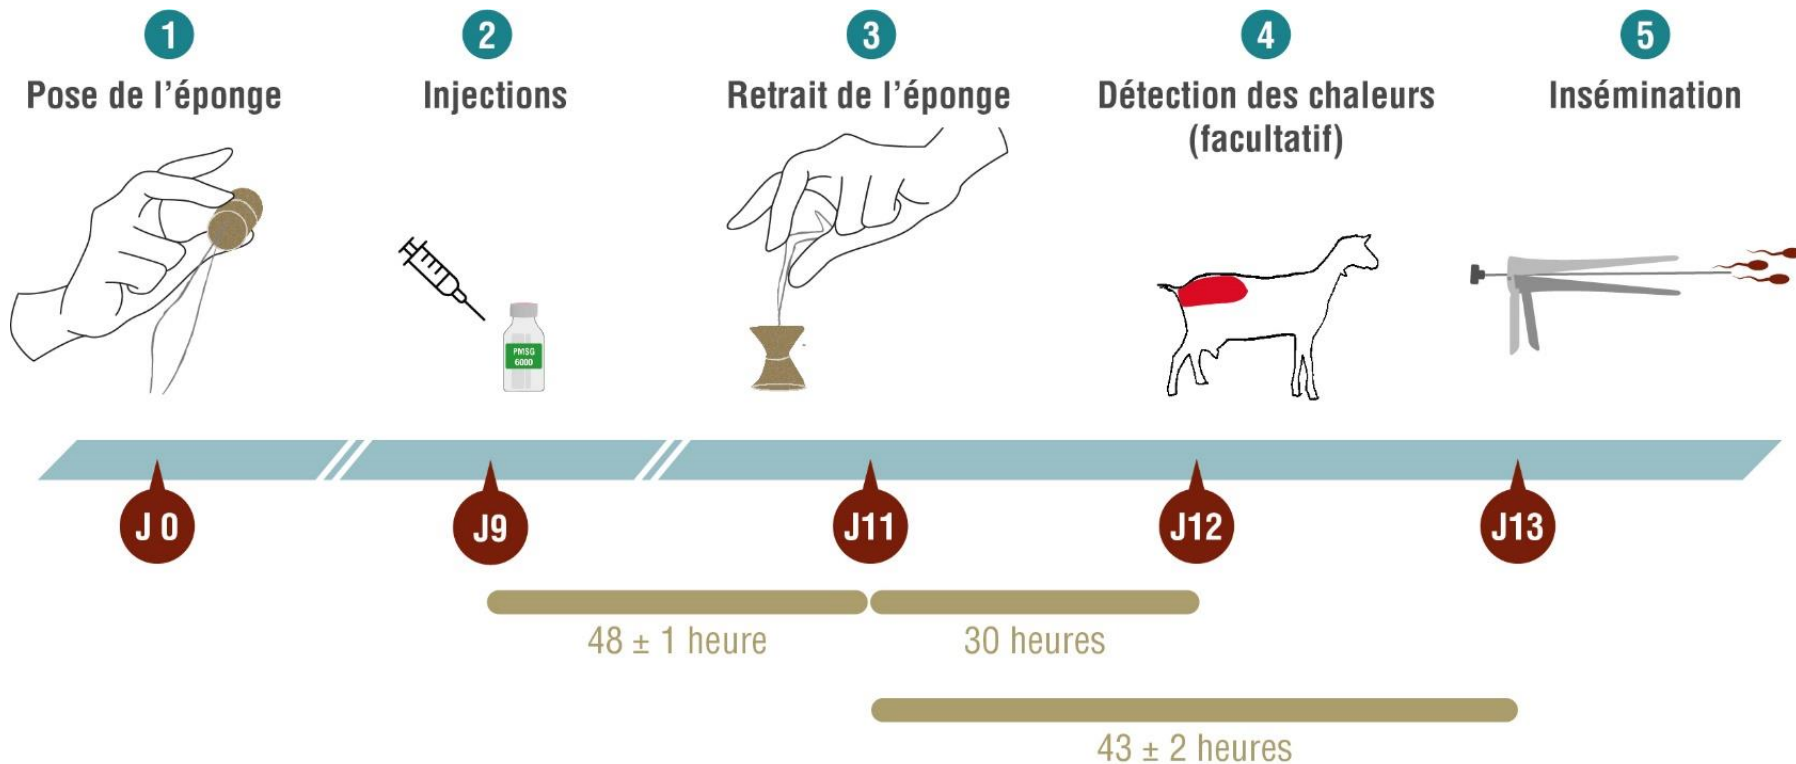 1
Pose de l'éponge
2
Injections
PMSG
6000
3
Retrait de l'éponge
4
Détection des chaleurs
(facultatif)
5
Insémination
J 0
J9
J11
J12
J13
48 ± 1 heure
30 heures
43 ± 2 heures